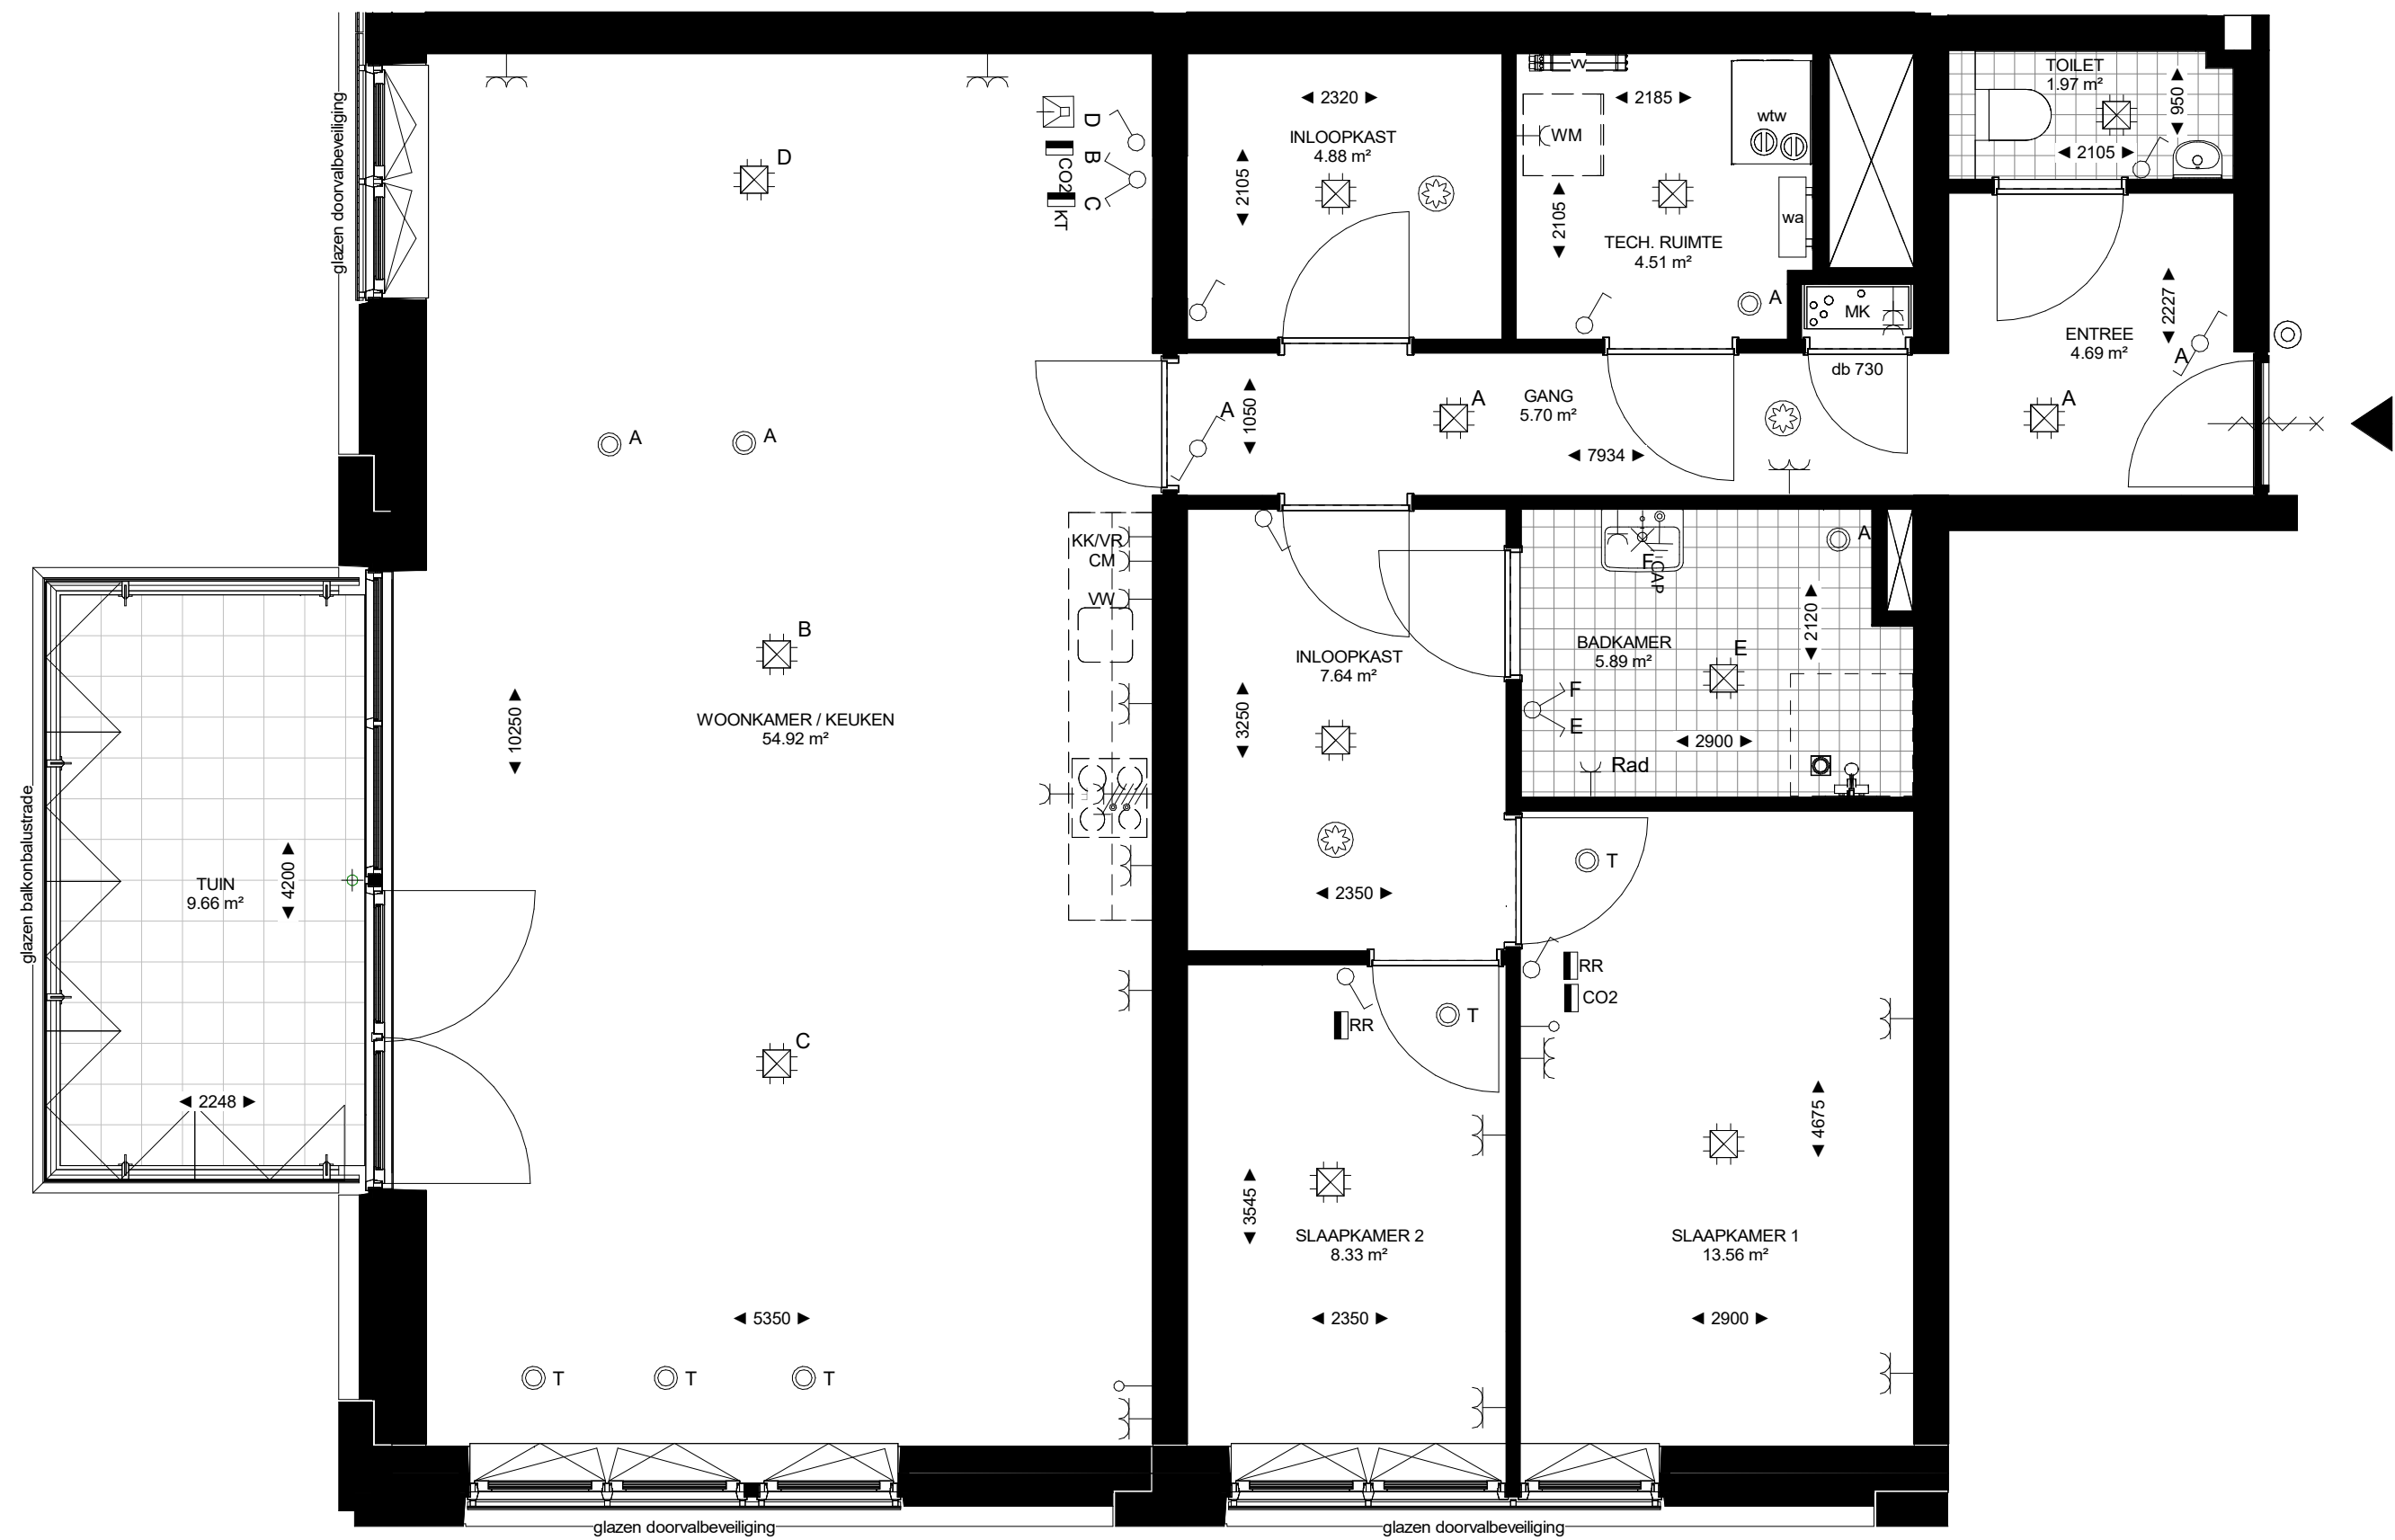 TOILET
1.97 m²
950
2105
VV
2320
INLOOPKAST
4.88 m²
2105
2185
WM
wtw
2105
TECH. RUIMTE
4.51 m²
wa
A
MK
db 730
glazen doorvalbeveiliging
D
D
B
C
CO2
KT
2227
ENTREE
4.69 m²
A
A
A
1050
A
GANG
5.70 m²
7934
A
A
KK/VR
CM
VW
F
CAP
A
2120
BADKAMER
5.89 m²
E
F
E
2900
Rad
B
WOONKAMER / KEUKEN
54.92 m²
10250
INLOOPKAST
7.64 m²
3250
2350
glazen balkonbalustrade
TUIN
9.66 m²
4200
2248
T
RR
CO2
T
RR
C
4675
3545
SLAAPKAMER 2
8.33 m²
SLAAPKAMER 1
13.56 m²
5350
2350
2900
T
T
T
glazen doorvalbeveiliging
glazen doorvalbeveiliging